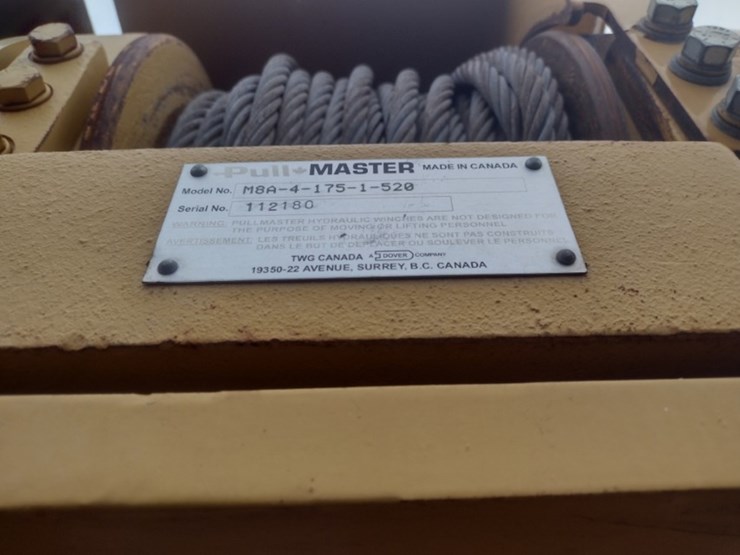 Pull MASTER MADE IN CANADA
Model No. M8A-4-175-1-520
Serial No. 112180
WARNING: PULLMASTER HYDRAULIC WINCHES ARE NOT DESIGNED FOR
THE PURPOSE OF MOVING OR LIFTING PERSONNEL
AVERTISSEMENT: LES TREUILS HYDRAULIQUES NE SONT PAS CONSTRUITS
DANS LE BUT DE DEPLACER OU SOULEVER LE PERSONNEL
TWG CANADA A DOVER COMPANY
19350-22 AVENUE, SURREY, B.C. CANADA